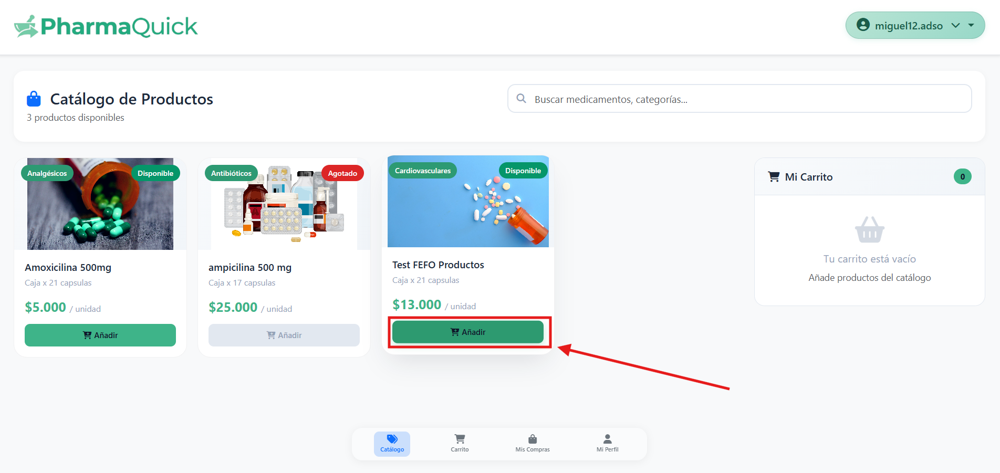 PharmaQuick
miguel12.adso
Catálogo de Productos
3 productos disponibles
Buscar medicamentos, categorías...
Analgésicos
Disponible
Amoxicilina 500mg
Caja x 21 capsulas
$5.000 / unidad
Añadir
Antibióticos
Agotado
ampicilina 500 mg
Caja x 17 capsulas
$25.000 / unidad
Añadir
Cardiovasculares
Disponible
Test FEFO Productos
Caja x 21 capsulas
$13.000 / unidad
Añadir
Mi Carrito
0
Tu carrito está vacío
Añade productos del catálogo
Catálogo
Carrito
Mis Compras
Mi Perfil